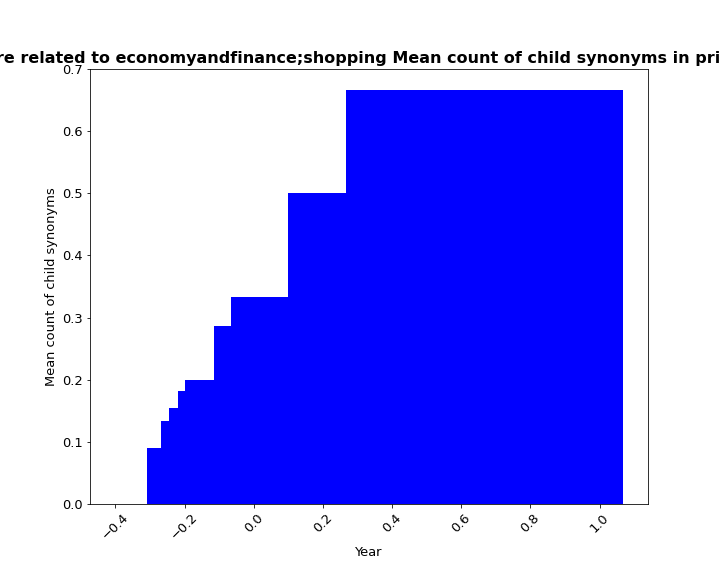 re related to economyandfinance;shopping Mean count of child synonyms in pri
0.7
0.6
0.5
0.4
0.3
0.2
0.1
0.0
Mean count of child synonyms
−0.4 −0.2 0.0 0.2 0.4 0.6 0.8 1.0
Year